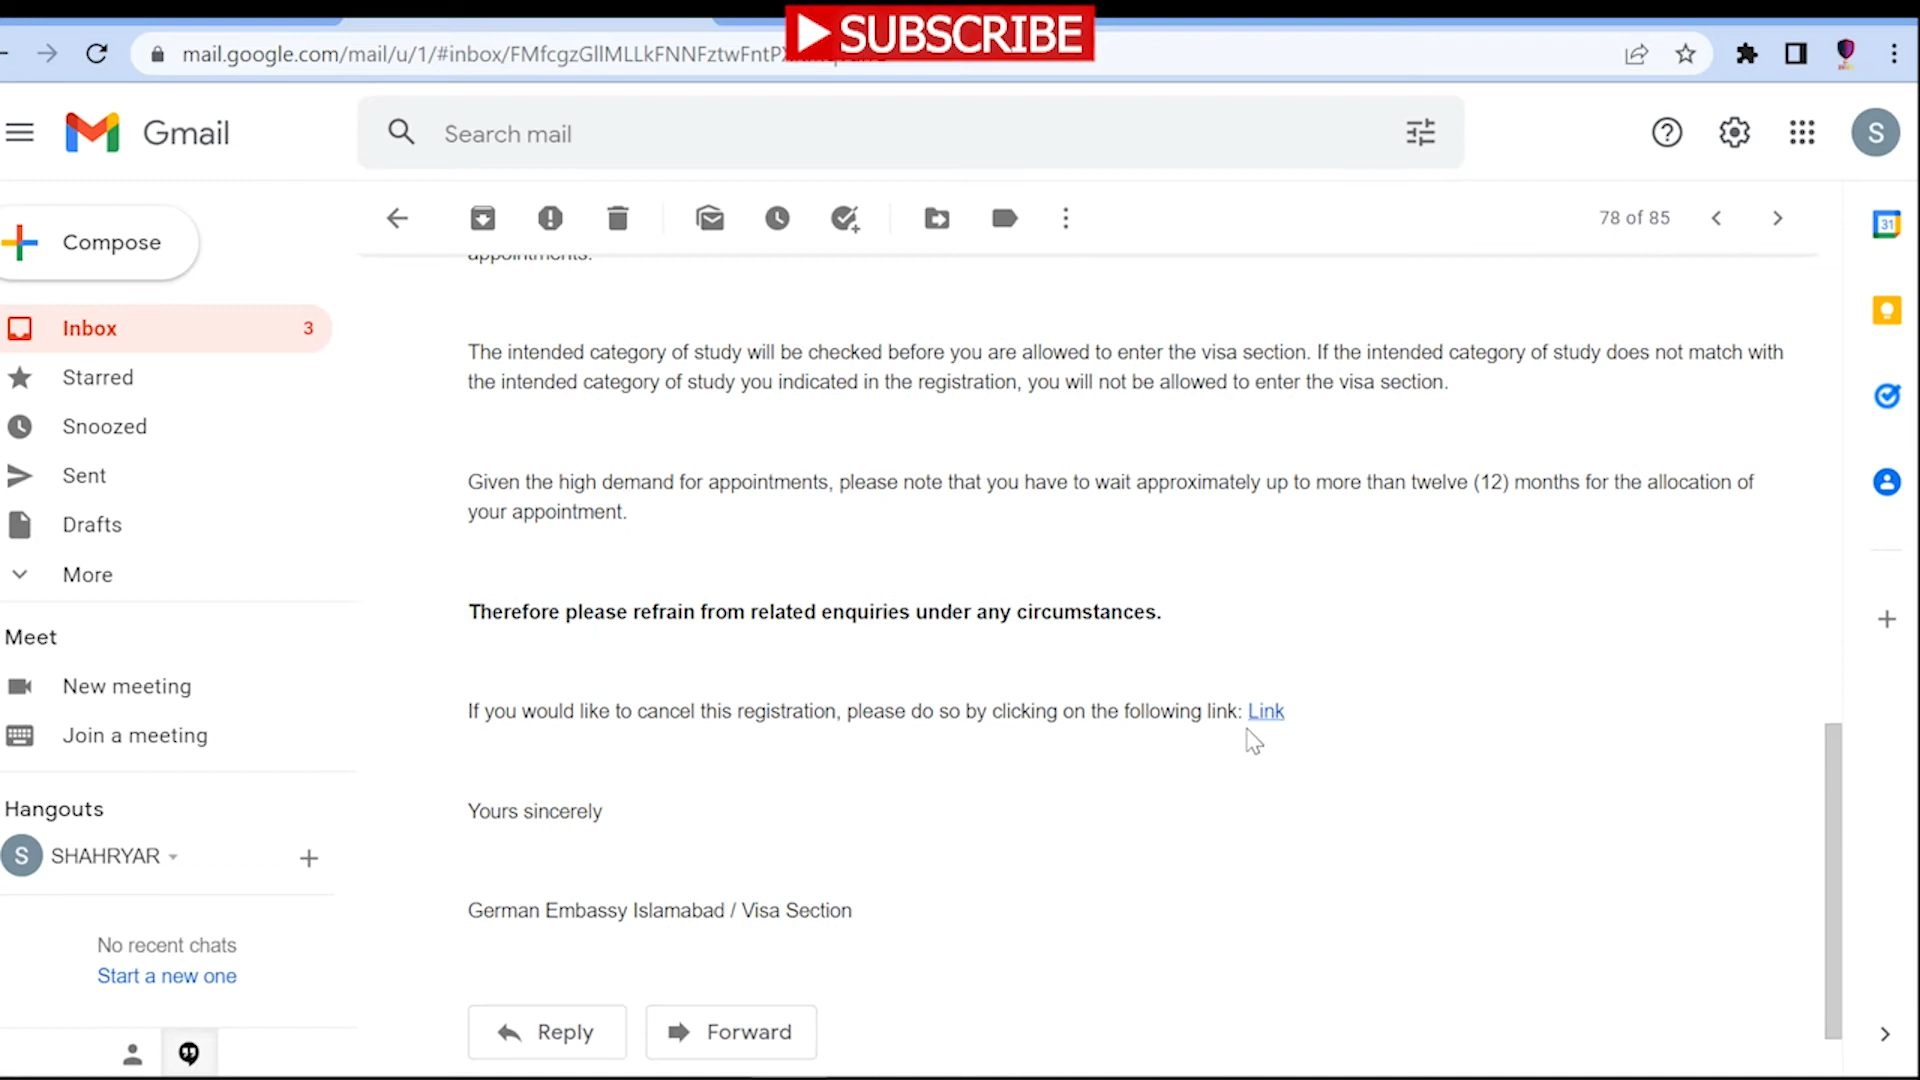 SUBSCRIBE
mail.google.com/mail/u/1/#inbox/FMfcgzGllMLLkFNNFztwFntP
Gmail
Search mail
S
Compose
78 of 85
31
appointments.
Inbox 3
Starred
Snoozed
Sent
Drafts
More
The intended category of study will be checked before you are allowed to enter the visa section. If the intended category of study does not match with
the intended category of study you indicated in the registration, you will not be allowed to enter the visa section.
Given the high demand for appointments, please note that you have to wait approximately up to more than twelve (12) months for the allocation of
your appointment.
Therefore please refrain from related enquiries under any circumstances.
If you would like to cancel this registration, please do so by clicking on the following link: Link
Yours sincerely
German Embassy Islamabad / Visa Section
Meet
New meeting
Join a meeting
Hangouts
S SHAHRYAR
No recent chats
Start a new one
Reply
Forward